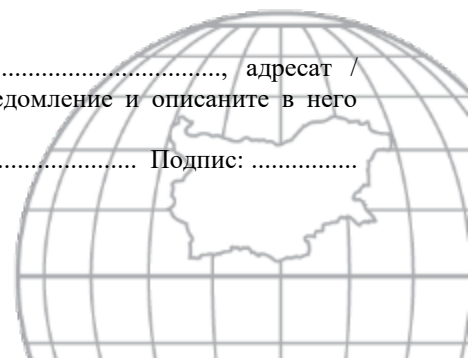 ................................, адресат /
едомление и описаните в него
.................... Подпис: ................